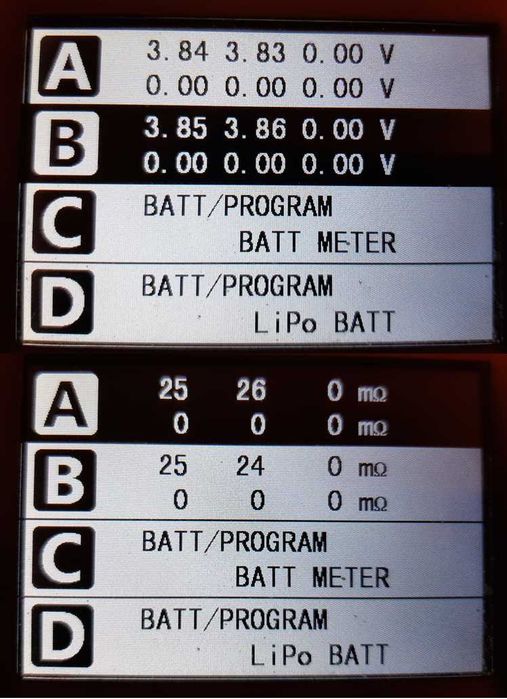 A 3.84 3.83 0.00 V
0.00 0.00 0.00 V
B 3.85 3.86 0.00 V
0.00 0.00 0.00 V
C BATT/PROGRAM
BATT METER
D BATT/PROGRAM
LiPo BATT
A 25 26 0 mΩ
0 0 0 mΩ
B 25 24 0 mΩ
0 0 0 mΩ
C BATT/PROGRAM
BATT METER
D BATT/PROGRAM
LiPo BATT